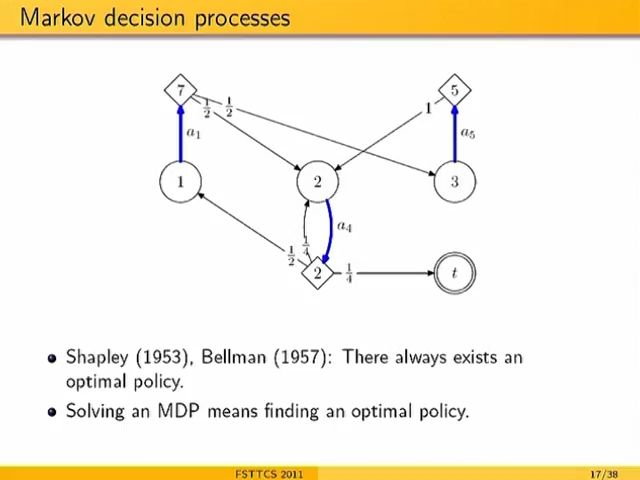 Markov decision processes
7
5
1/2 1/2
1
a1
a5
1
2
3
a4
1/4
1/2
2
1/4
t
Shapley (1953), Bellman (1957): There always exists an
optimal policy.
Solving an MDP means finding an optimal policy.
FSTTCS 2011
17/38